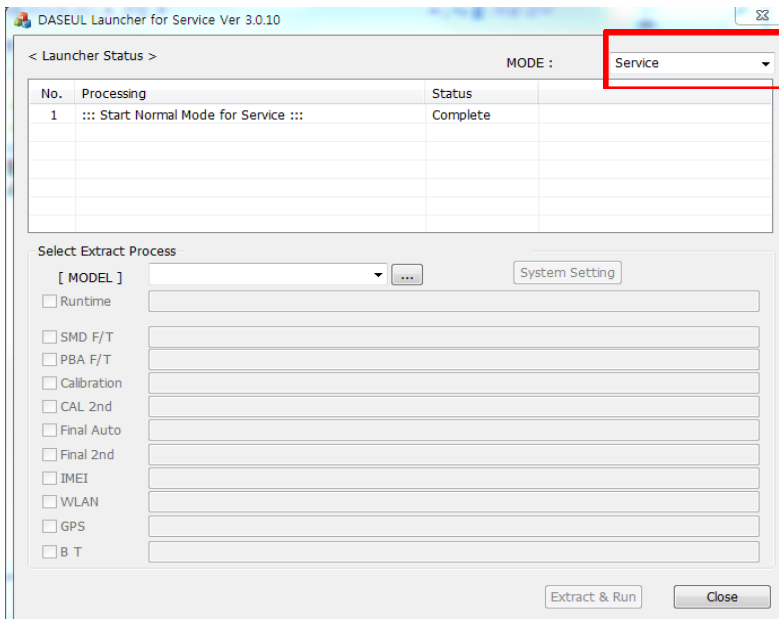 DASEUL Launcher for Service Ver 3.0.10
< Launcher Status >
MODE : Service
No. Processing Status
1 ::: Start Normal Mode for Service ::: Complete
Select Extract Process
[ MODEL ] ... System Setting
Runtime
SMD F/T
PBA F/T
Calibration
CAL 2nd
Final Auto
Final 2nd
IMEI
WLAN
GPS
B T
Extract & Run Close